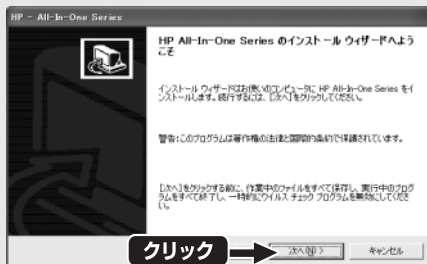 HP - All-In-One Series
HP All-In-One Series のインストール ウィザードへよう
こそ
インストール ウィザードはお使いのコンピュータに HP All-In-One Series をイ
ンストールします。続行するには、[次へ]をクリックしてください。
警告:このプログラムは著作権の法律と国際的条約で保護されています。
[次へ]をクリックする前に、作業中のファイルをすべて保存し、実行中のプログ
ラムをすべて終了し、一時的にウイルス チェック プログラムを無効にしてくださ
い。
クリック
次へ(N) >
キャンセル